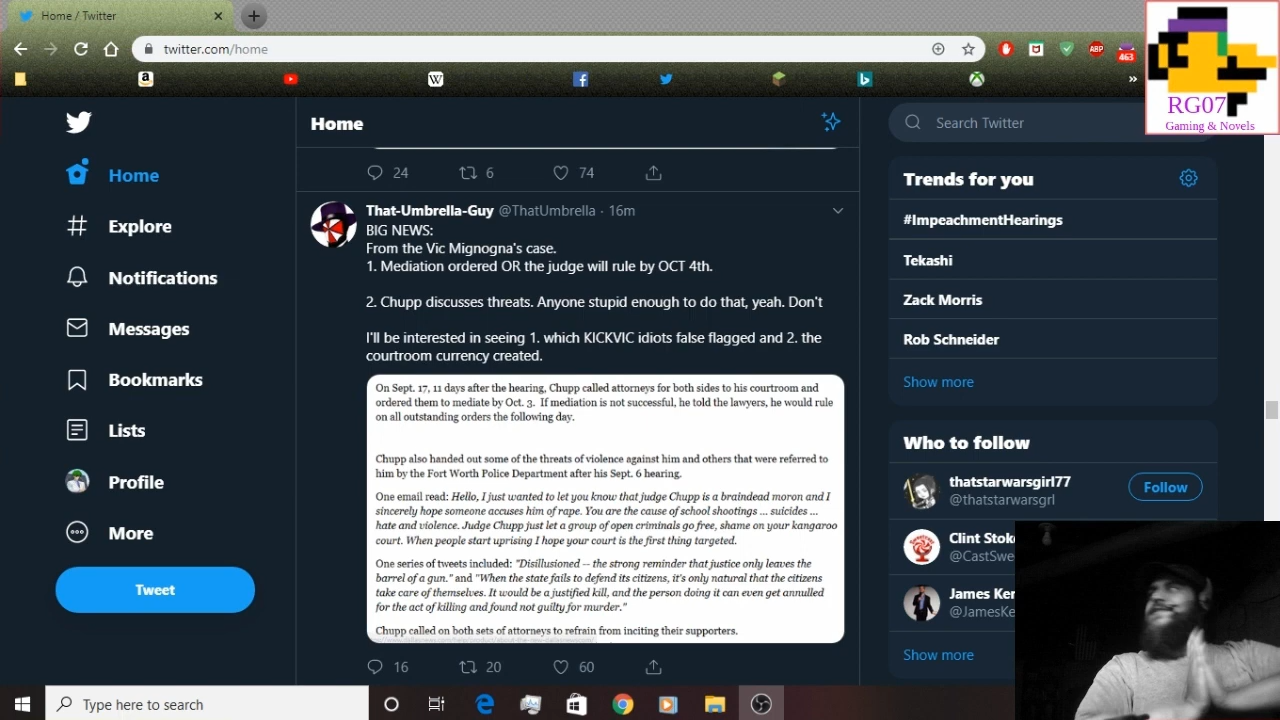 Home / Twitter
twitter.com/home
ABP
463
W
RG07
Gaming & Novels
Home
Explore
Notifications
Messages
Bookmarks
Lists
Profile
More
Tweet
Home
24 6 74
That-Umbrella-Guy @ThatUmbrella · 16m
BIG NEWS:
From the Vic Mignogna's case.
1. Mediation ordered OR the judge will rule by OCT 4th.
2. Chupp discusses threats. Anyone stupid enough to do that, yeah. Don't
I'll be interested in seeing 1. which KICKVIC idiots false flagged and 2. the
courtroom currency created.
On Sept. 17, 11 days after the hearing, Chupp called attorneys for both sides to his courtroom and
ordered them to mediate by Oct. 3. If mediation is not successful, he told the lawyers, he would rule
on all outstanding orders the following day.
Chupp also handed out some of the threats of violence against him and others that were referred to
him by the Fort Worth Police Department after his Sept. 6 hearing.
One email read: Hello, I just wanted to let you know that judge Chupp is a braindead moron and I
sincerely hope someone accuses him of rape. You are the cause of school shootings ... suicides ...
hate and violence. Judge Chupp just let a group of open criminals go free, shame on your kangaroo
court. When people start uprising I hope your court is the first thing targeted.
One series of tweets included: "Disillusioned -- the strong reminder that justice only leaves the
barrel of a gun." and "When the state fails to defend its citizens, it's only natural that the citizens
take care of themselves. It would be a justified kill, and the person doing it can even get annulled
for the act of killing and found not guilty for murder."
Chupp called on both sets of attorneys to refrain from inciting their supporters.
16 20 60
Search Twitter
Trends for you
#ImpeachmentHearings
Tekashi
Zack Morris
Rob Schneider
Show more
Who to follow
thatstarwarsgirl77
@thatstarwsgrl
Follow
Clint Stok
@CastSwe
James Ker
@JamesKe
Show more
Type here to search